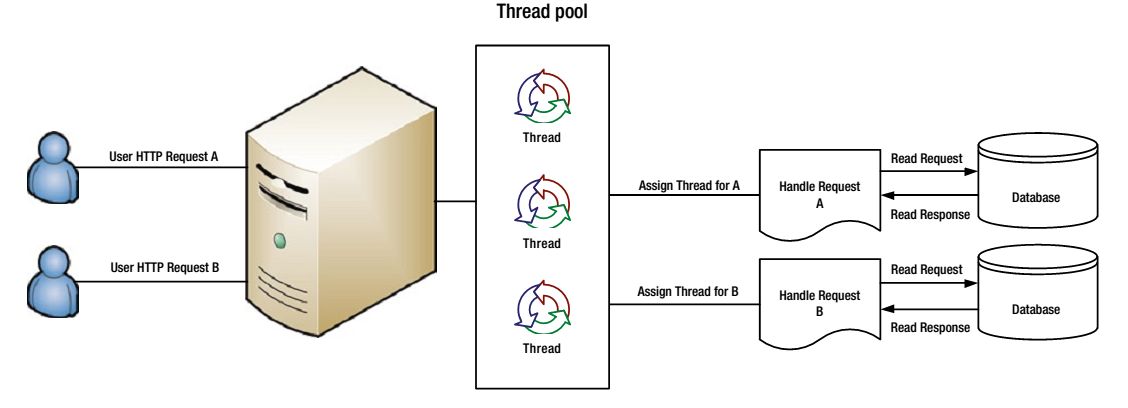 Thread pool
User HTTP Request A
User HTTP Request B
Thread
Thread
Thread
Assign Thread for A
Assign Thread for B
Handle Request
A
Read Request
Read Response
Database
Handle Request
B
Read Request
Read Response
Database